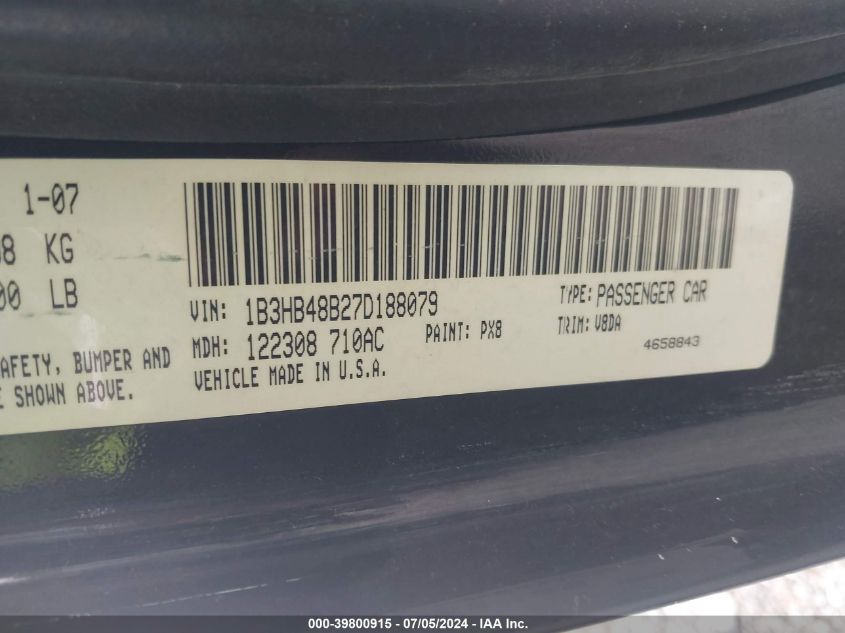 1-07
8 KG
00 LB
VIN: 1B3HB48B27D188079
TYPE: PASSENGER CAR
MDH: 122308 710AC
PAINT: PX8
TRIM: V8DA
4658843
VEHICLE MADE IN U.S.A.
AFETY, BUMPER AND
E SHOWN ABOVE.
000-39800915 - 07/05/2024 - IAA Inc.